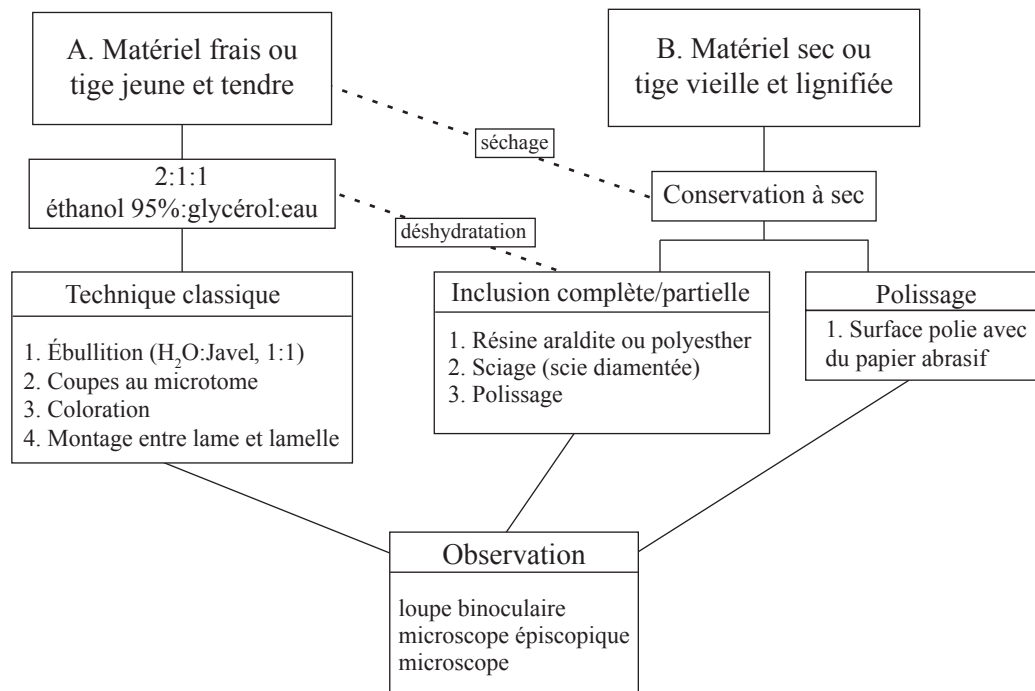 A. Matériel frais ou
tige jeune et tendre
B. Matériel sec ou
tige vieille et lignifiée
séchage
2:1:1
éthanol 95%:glycérol:eau
Conservation à sec
déshydratation
Technique classique
1. Ébullition (H₂O:Javel, 1:1)
2. Coupes au microtome
3. Coloration
4. Montage entre lame et lamelle
Inclusion complète/partielle
1. Résine araldite ou polyesther
2. Sciage (scie diamentée)
3. Polissage
Polissage
1. Surface polie avec
du papier abrasif
Observation
loupe binoculaire
microscope épiscopique
microscope